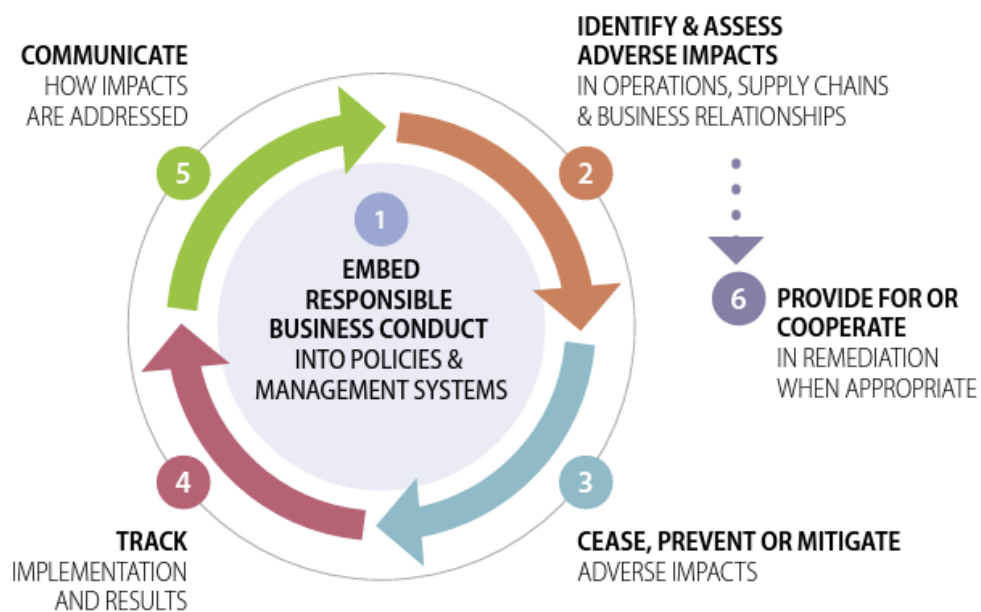 1
EMBED
RESPONSIBLE
BUSINESS CONDUCT
INTO POLICIES &
MANAGEMENT SYSTEMS
2
IDENTIFY & ASSESS
ADVERSE IMPACTS
IN OPERATIONS, SUPPLY CHAINS
& BUSINESS RELATIONSHIPS
3
CEASE, PREVENT OR MITIGATE
ADVERSE IMPACTS
4
TRACK
IMPLEMENTATION
AND RESULTS
5
COMMUNICATE
HOW IMPACTS
ARE ADDRESSED
6
PROVIDE FOR OR
COOPERATE
IN REMEDIATION
WHEN APPROPRIATE